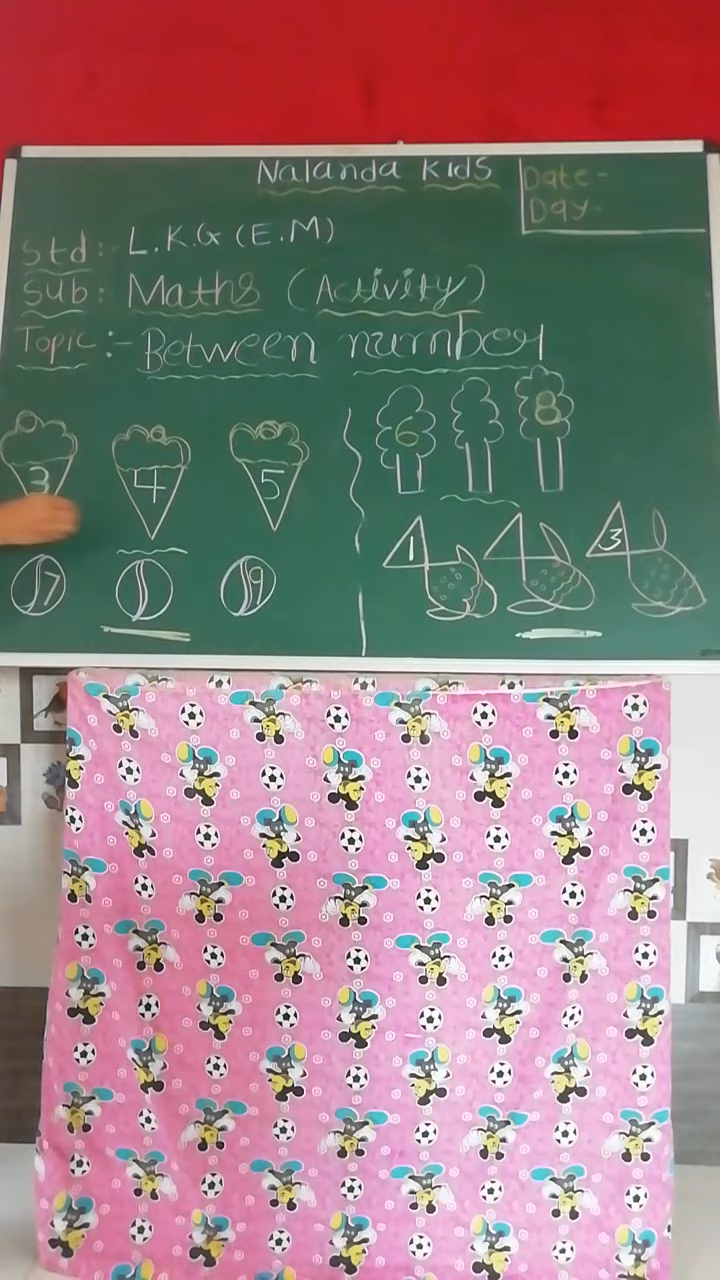 Nalanda Kids
Date-
Day-
Std:- L.K.G (E.M)
Sub: Maths (Activity)
Topic:- Between number
3 4 5
6 8
7 9
1 3